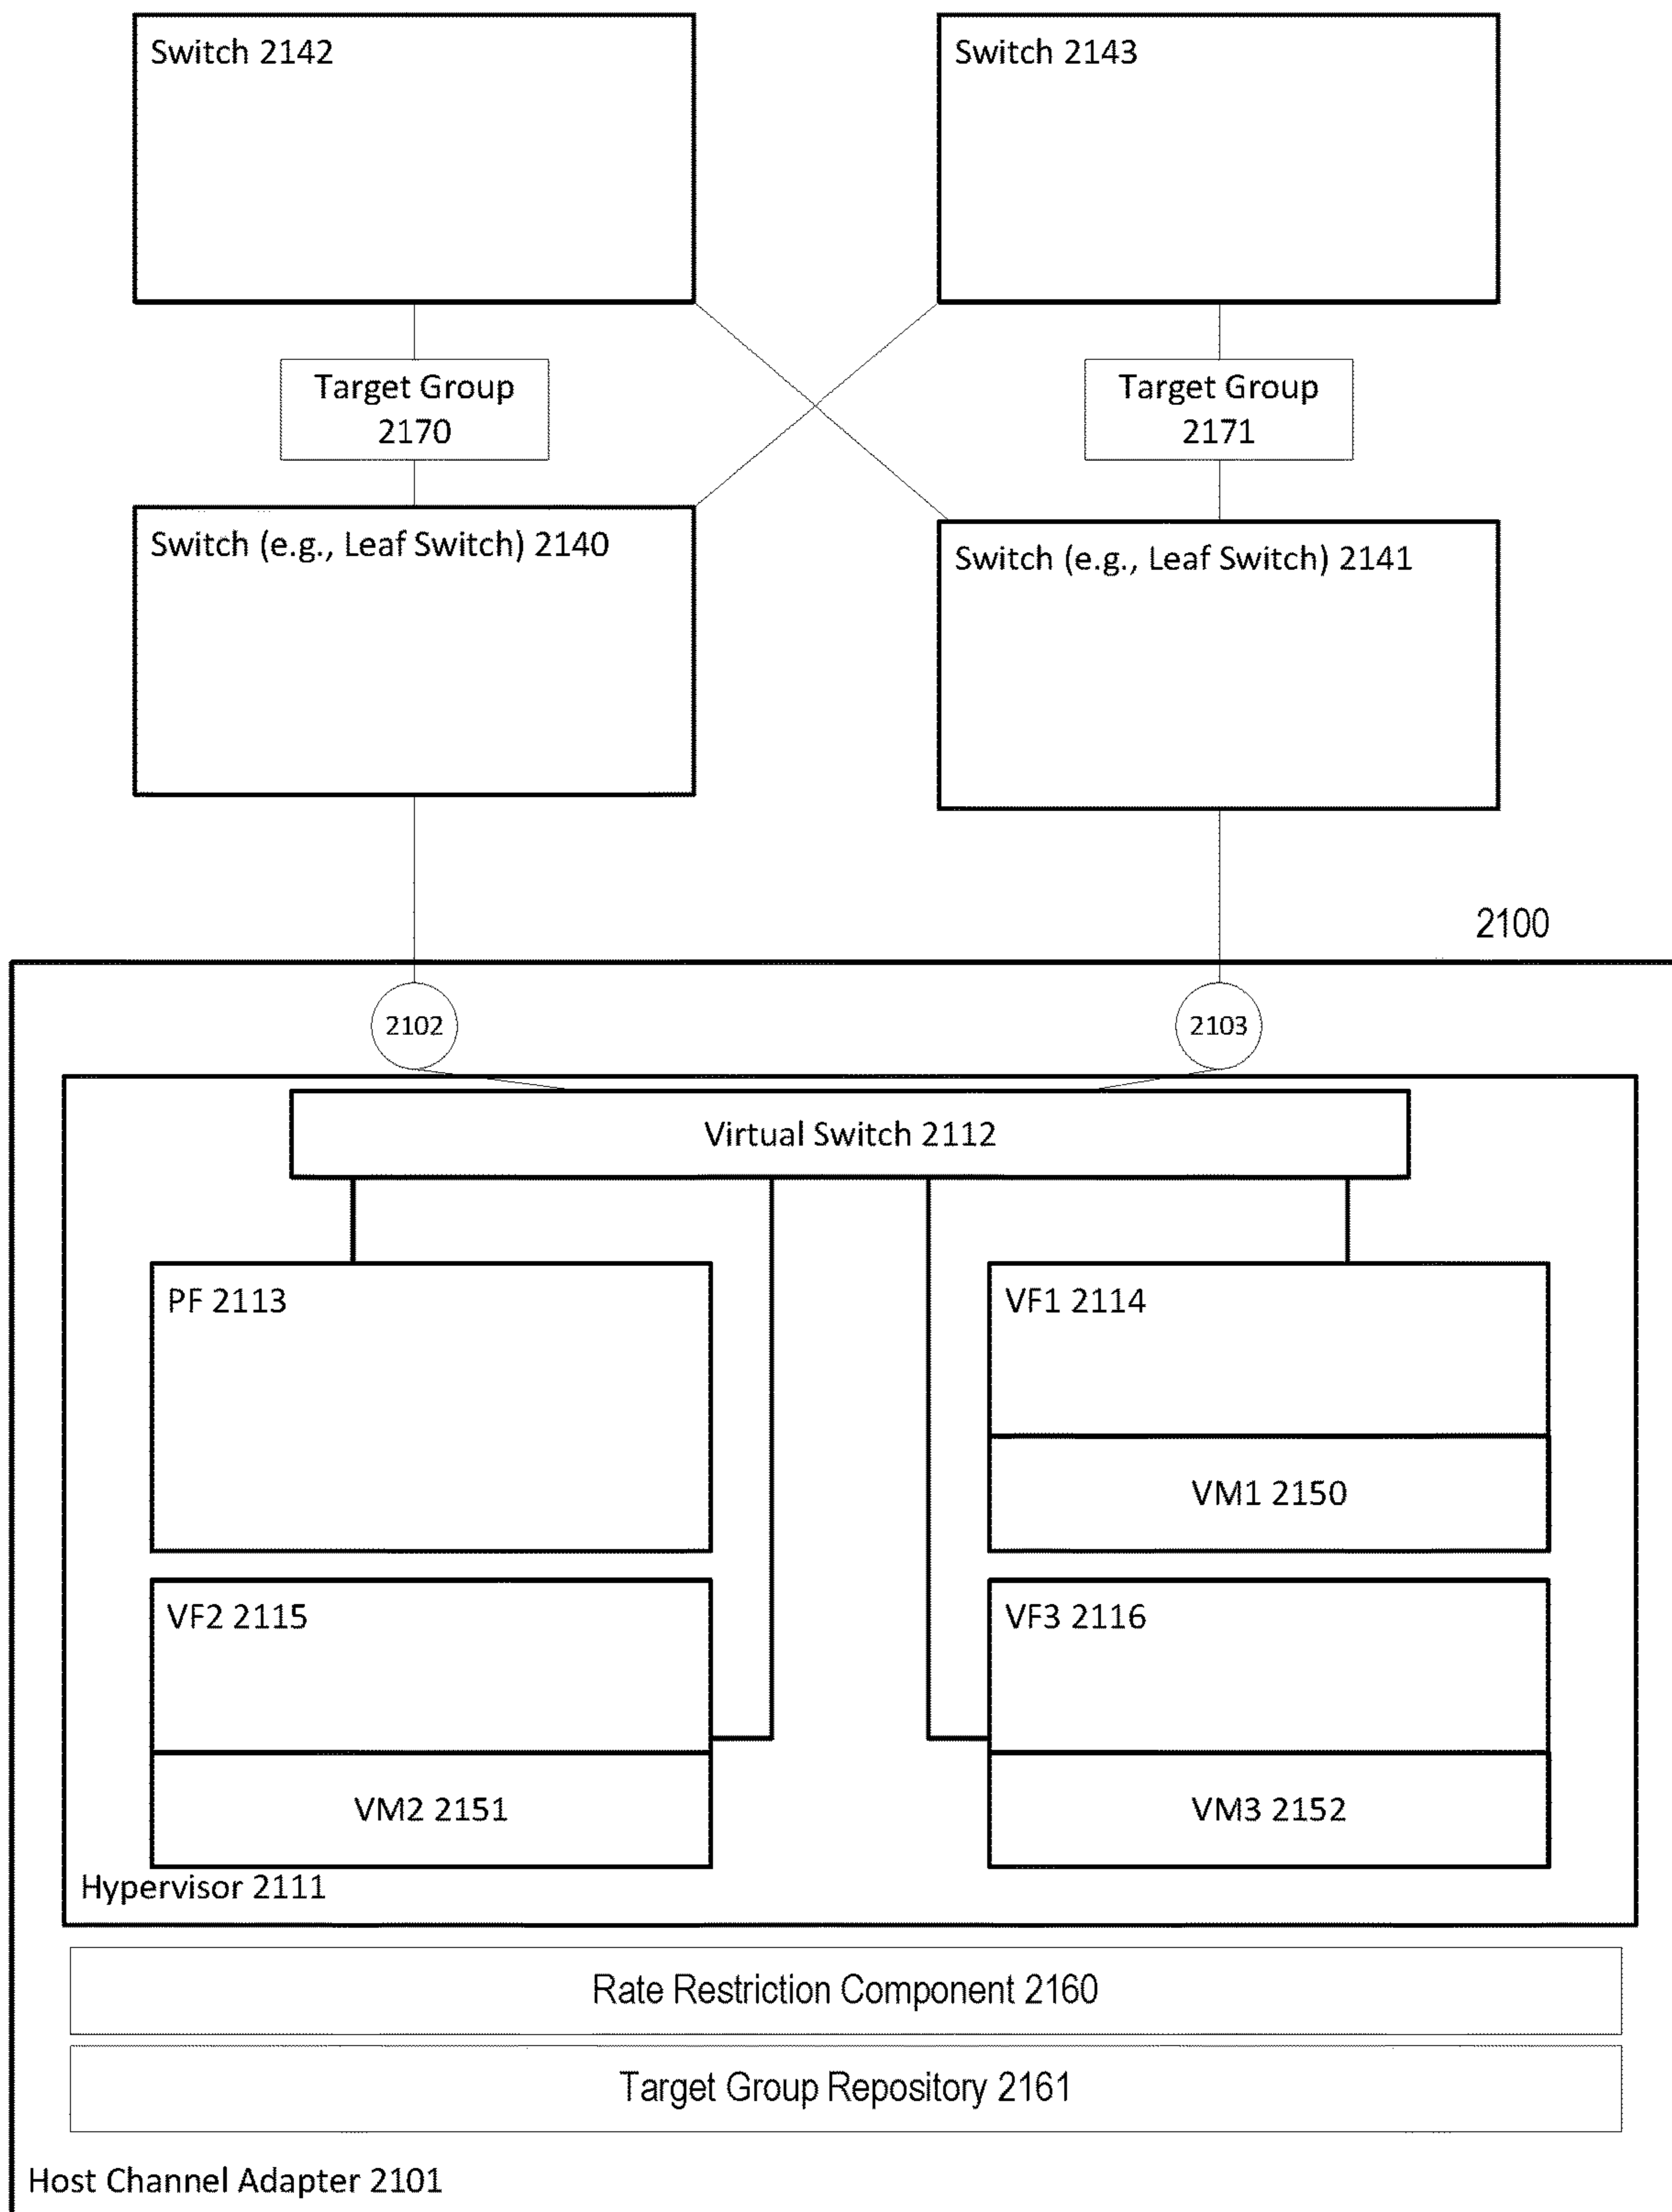 Switch 2142
Switch 2143
Target Group
2170
Target Group
2171
Switch (e.g., Leaf Switch) 2140
Switch (e.g., Leaf Switch) 2141
2100
2102
2103
Virtual Switch 2112
PF 2113
VF1 2114
VM1 2150
VF2 2115
VF3 2116
VM2 2151
VM3 2152
Hypervisor 2111
Rate Restriction Component 2160
Target Group Repository 2161
Host Channel Adapter 2101